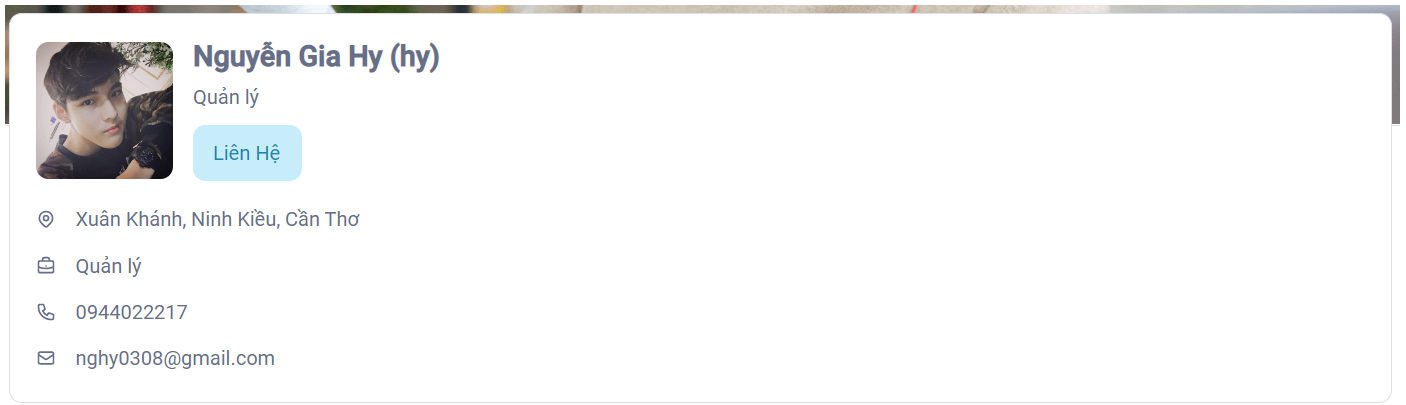 Nguyễn Gia Hy (hy)
Quản lý
Liên Hệ
Xuân Khánh, Ninh Kiều, Cần Thơ
Quản lý
0944022217
nghy0308@gmail.com